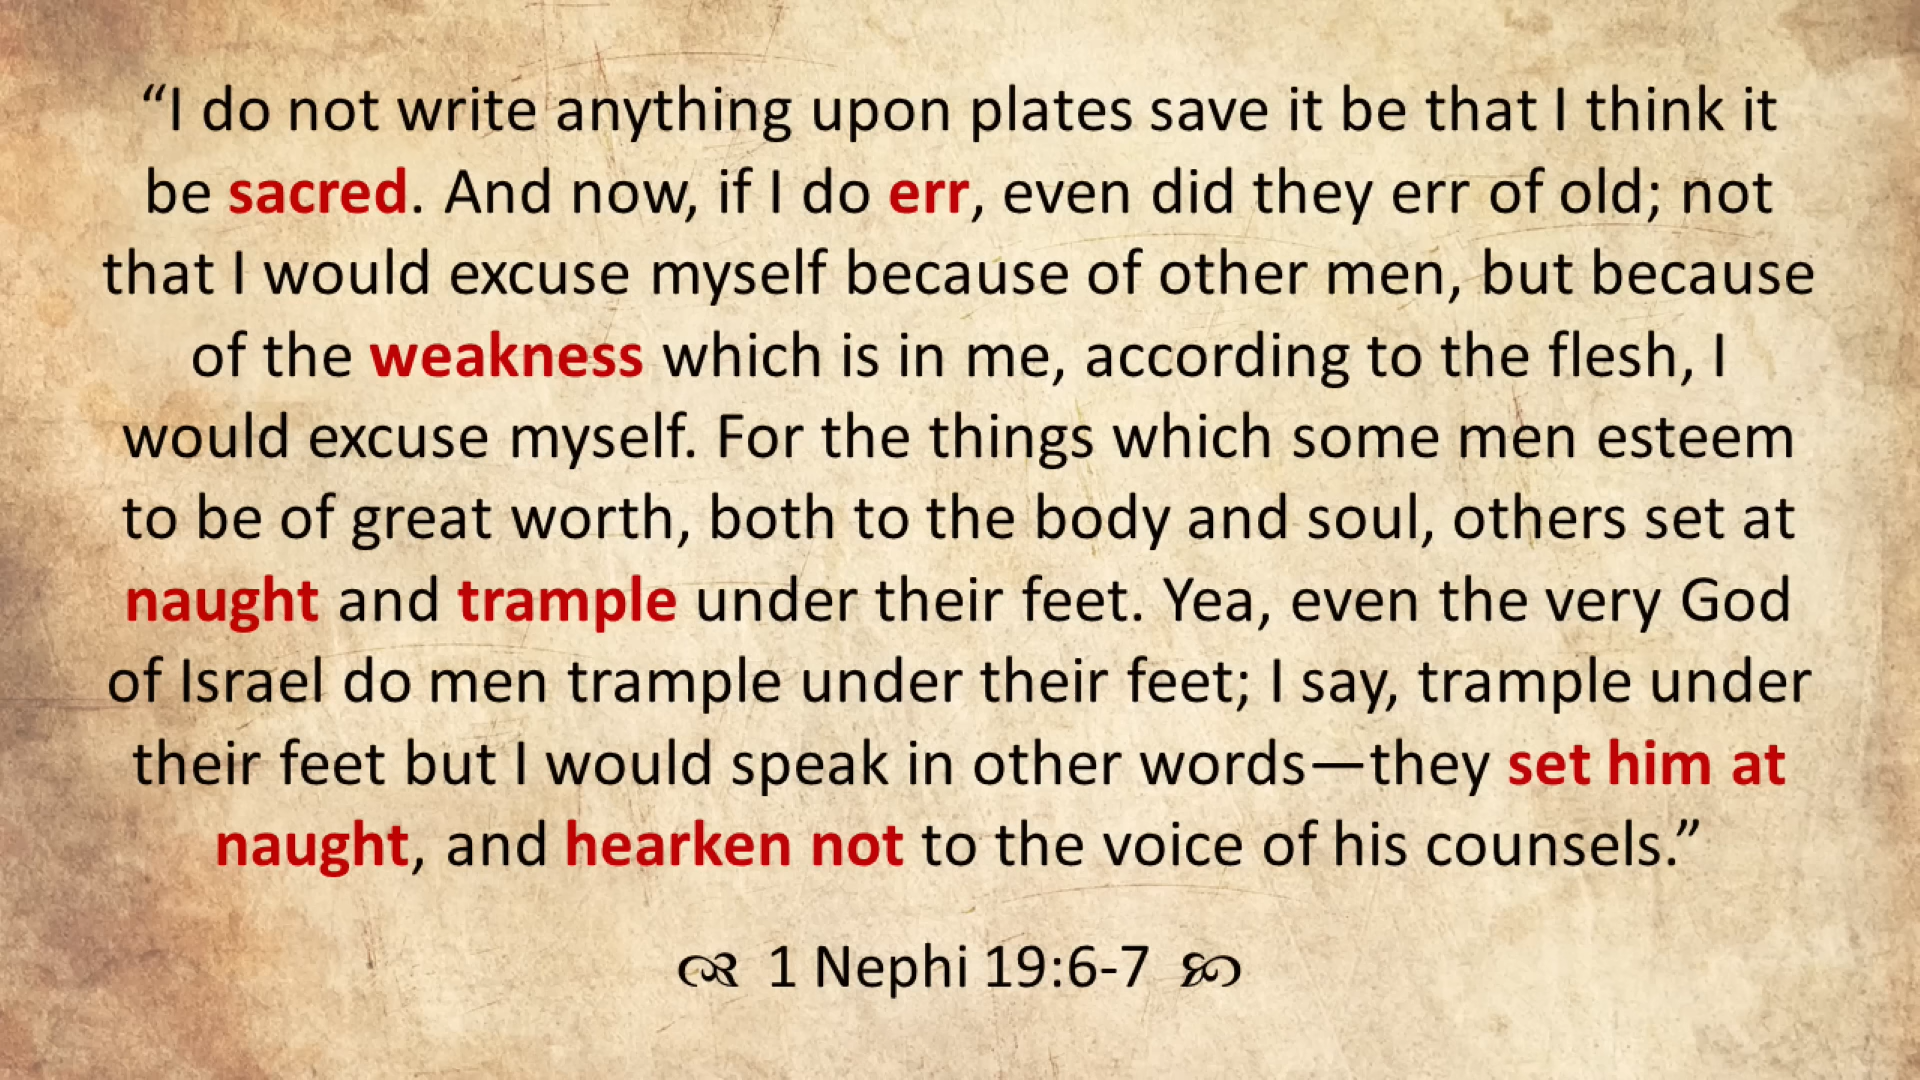 “I do not write anything upon plates save it be that I think it
be sacred. And now, if I do err, even did they err of old; not
that I would excuse myself because of other men, but because
of the weakness which is in me, according to the flesh, I
would excuse myself. For the things which some men esteem
to be of great worth, both to the body and soul, others set at
naught and trample under their feet. Yea, even the very God
of Israel do men trample under their feet; I say, trample under
their feet but I would speak in other words—they set him at
naught, and hearken not to the voice of his counsels.”
1 Nephi 19:6-7